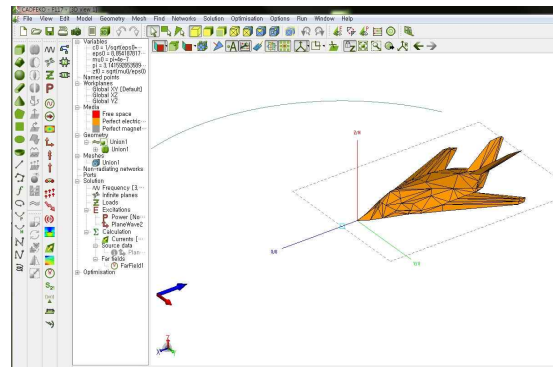 CADFEKO - F117 - [3D view 1]
File View Edit Model Geometry Mesh Find Networks Solution Optimisation Options Run Window Help
Variables
c0 = 1/sqrt(eps0*···
eps0 = 8.854187817···
mu0 = pi*4e-7
pi = 3.141592653589···
zf0 = sqrt(mu0/eps0)
Named points
Workplanes
Global XY [Default]
Global XZ
Global YZ
Media
Free space
Perfect electric···
Perfect magnet···
Geometry
Union1
Union1
Meshes
Union1
Non-radiating networks
Ports
Solution
Frequency [3,···
Infinite planes
Loads
Excitations
Power [No···
PlaneWave2
Calculation
Currents [···
Source data
Plan···
Far fields
FarField1
Optimisation